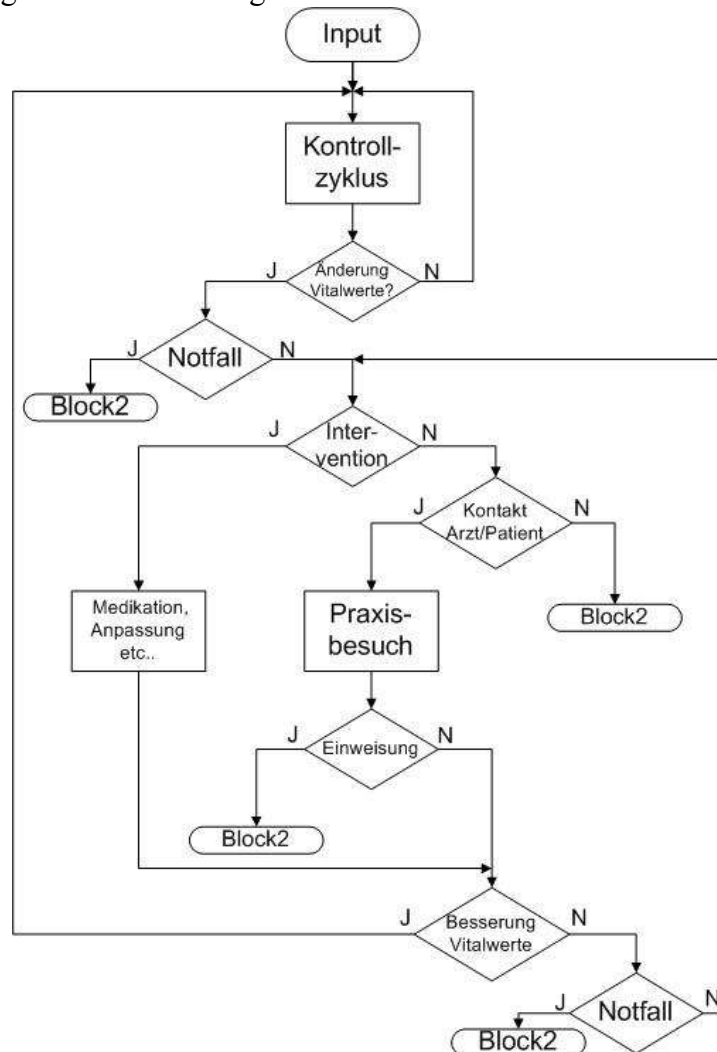 Input
Kontroll-
zyklus
J
Änderung
Vitalwerte?
N
J
Notfall
N
Block2
J
Inter-
vention
N
J
Kontakt
Arzt/Patient
N
Medikation,
Anpassung
etc..
Praxis-
besuch
Block2
J
Einweisung
N
Block2
J
Besserung
Vitalwerte
N
J
Notfall
N
Block2